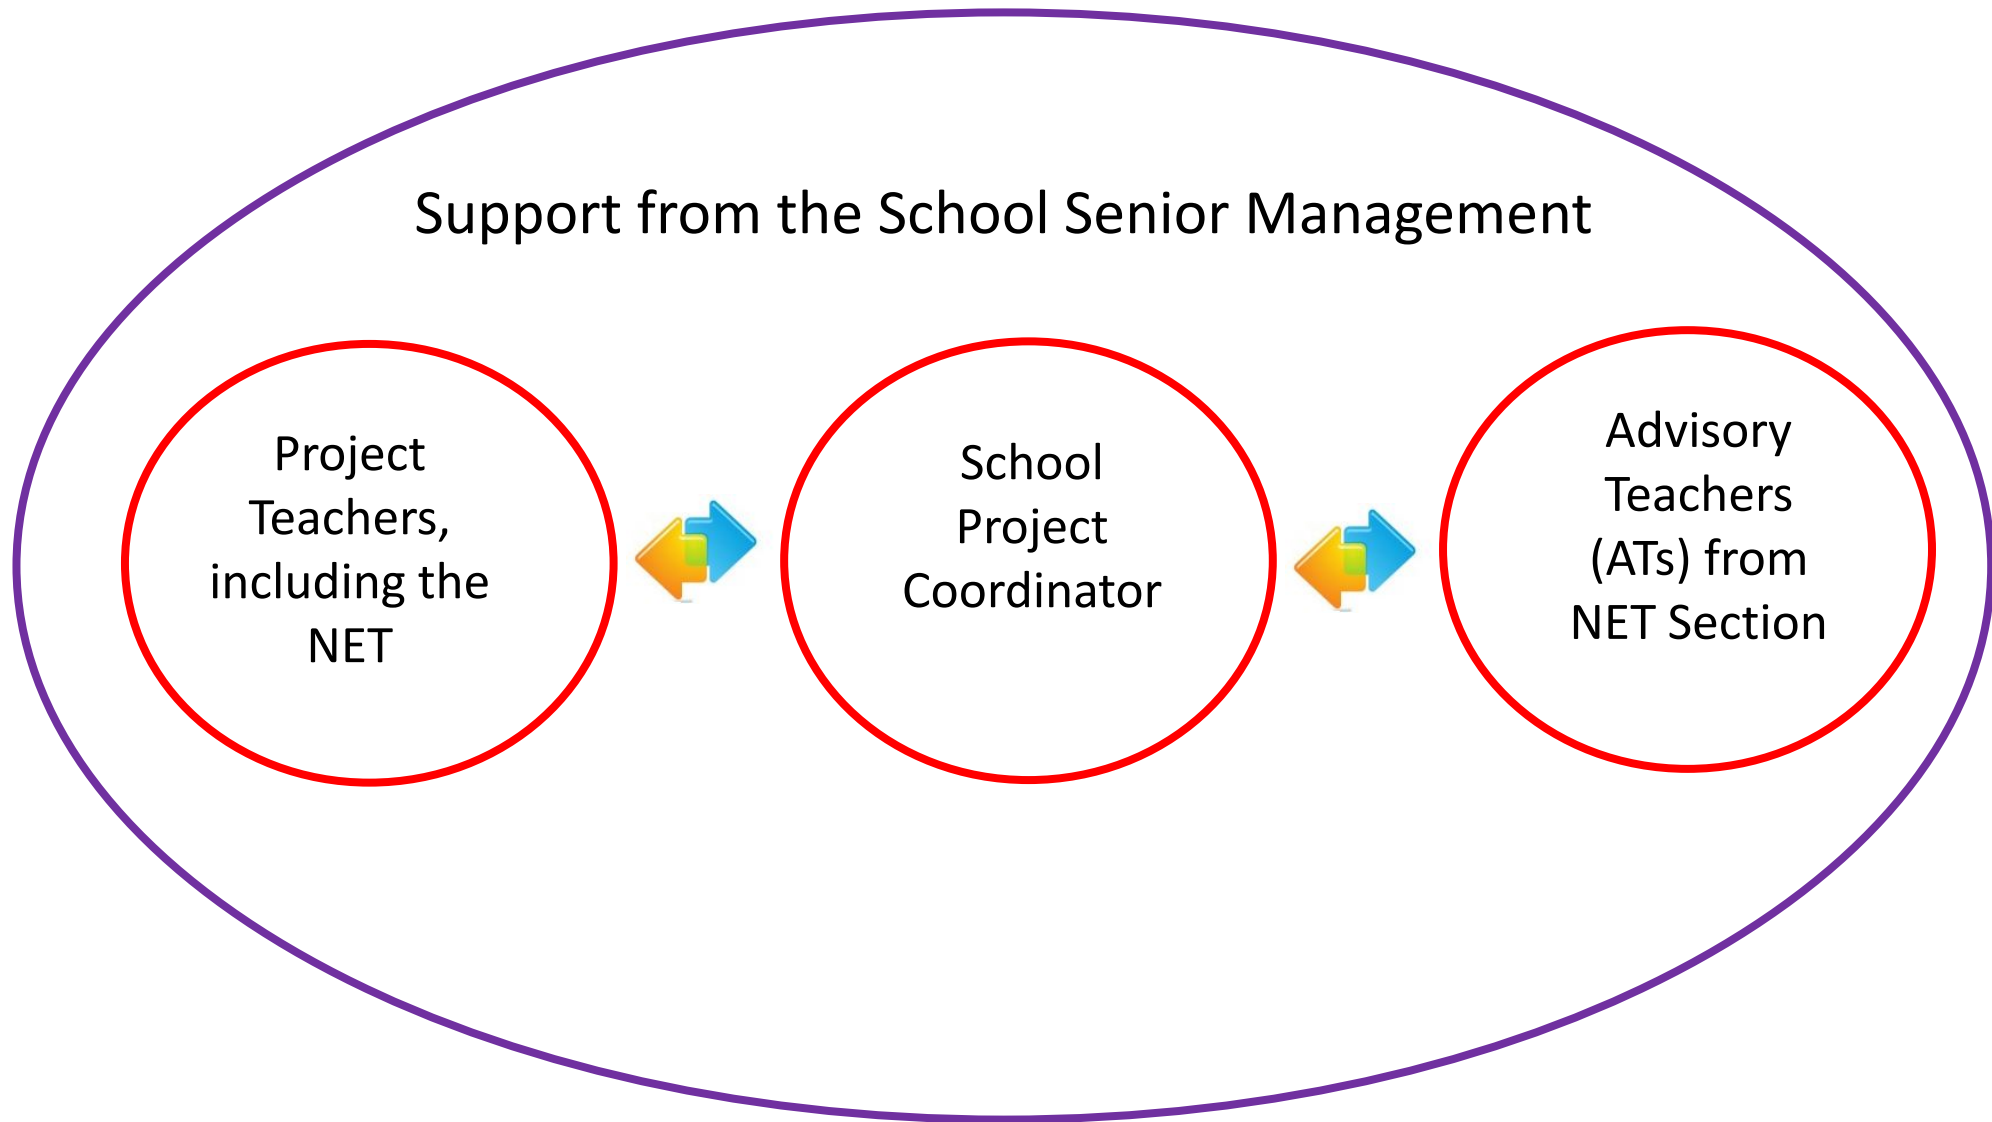 Support from the School Senior Management
Project
Teachers,
including the
NET
School
Project
Coordinator
Advisory
Teachers
(ATs) from
NET Section